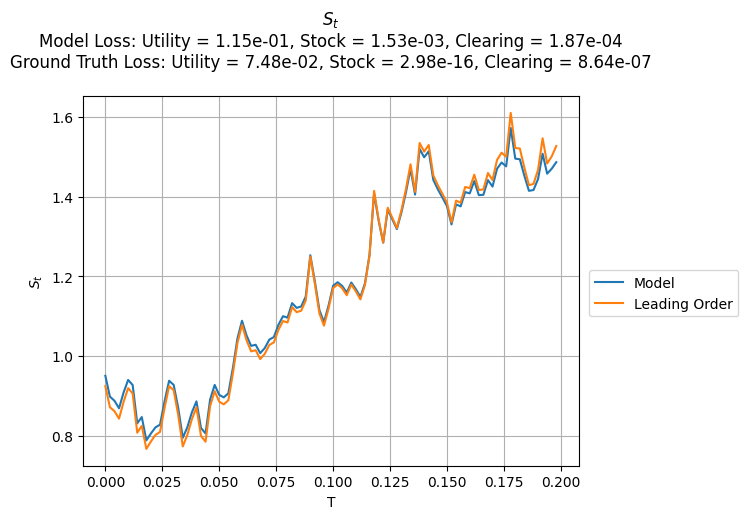 S_t
Model Loss: Utility = 1.15e-01, Stock = 1.53e-03, Clearing = 1.87e-04
Ground Truth Loss: Utility = 7.48e-02, Stock = 2.98e-16, Clearing = 8.64e-07
1.6
1.4
1.2
1.0
0.8
S_t
0.000 0.025 0.050 0.075 0.100 0.125 0.150 0.175 0.200
T
Model
Leading Order